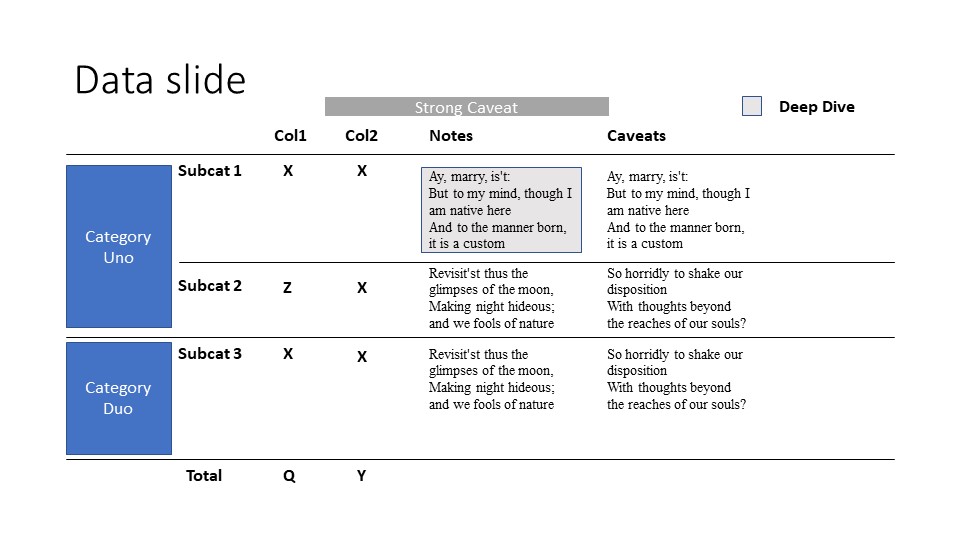 Data slide
Strong Caveat
Deep Dive
Col1 Col2 Notes Caveats
Category
Uno
Subcat 1 X X
Ay, marry, is't:
But to my mind, though I
am native here
And to the manner born,
it is a custom
Ay, marry, is't:
But to my mind, though I
am native here
And to the manner born,
it is a custom
Subcat 2 Z X
Revisit'st thus the
glimpses of the moon,
Making night hideous;
and we fools of nature
So horridly to shake our
disposition
With thoughts beyond
the reaches of our souls?
Category
Duo
Subcat 3 X X
Revisit'st thus the
glimpses of the moon,
Making night hideous;
and we fools of nature
So horridly to shake our
disposition
With thoughts beyond
the reaches of our souls?
Total Q Y